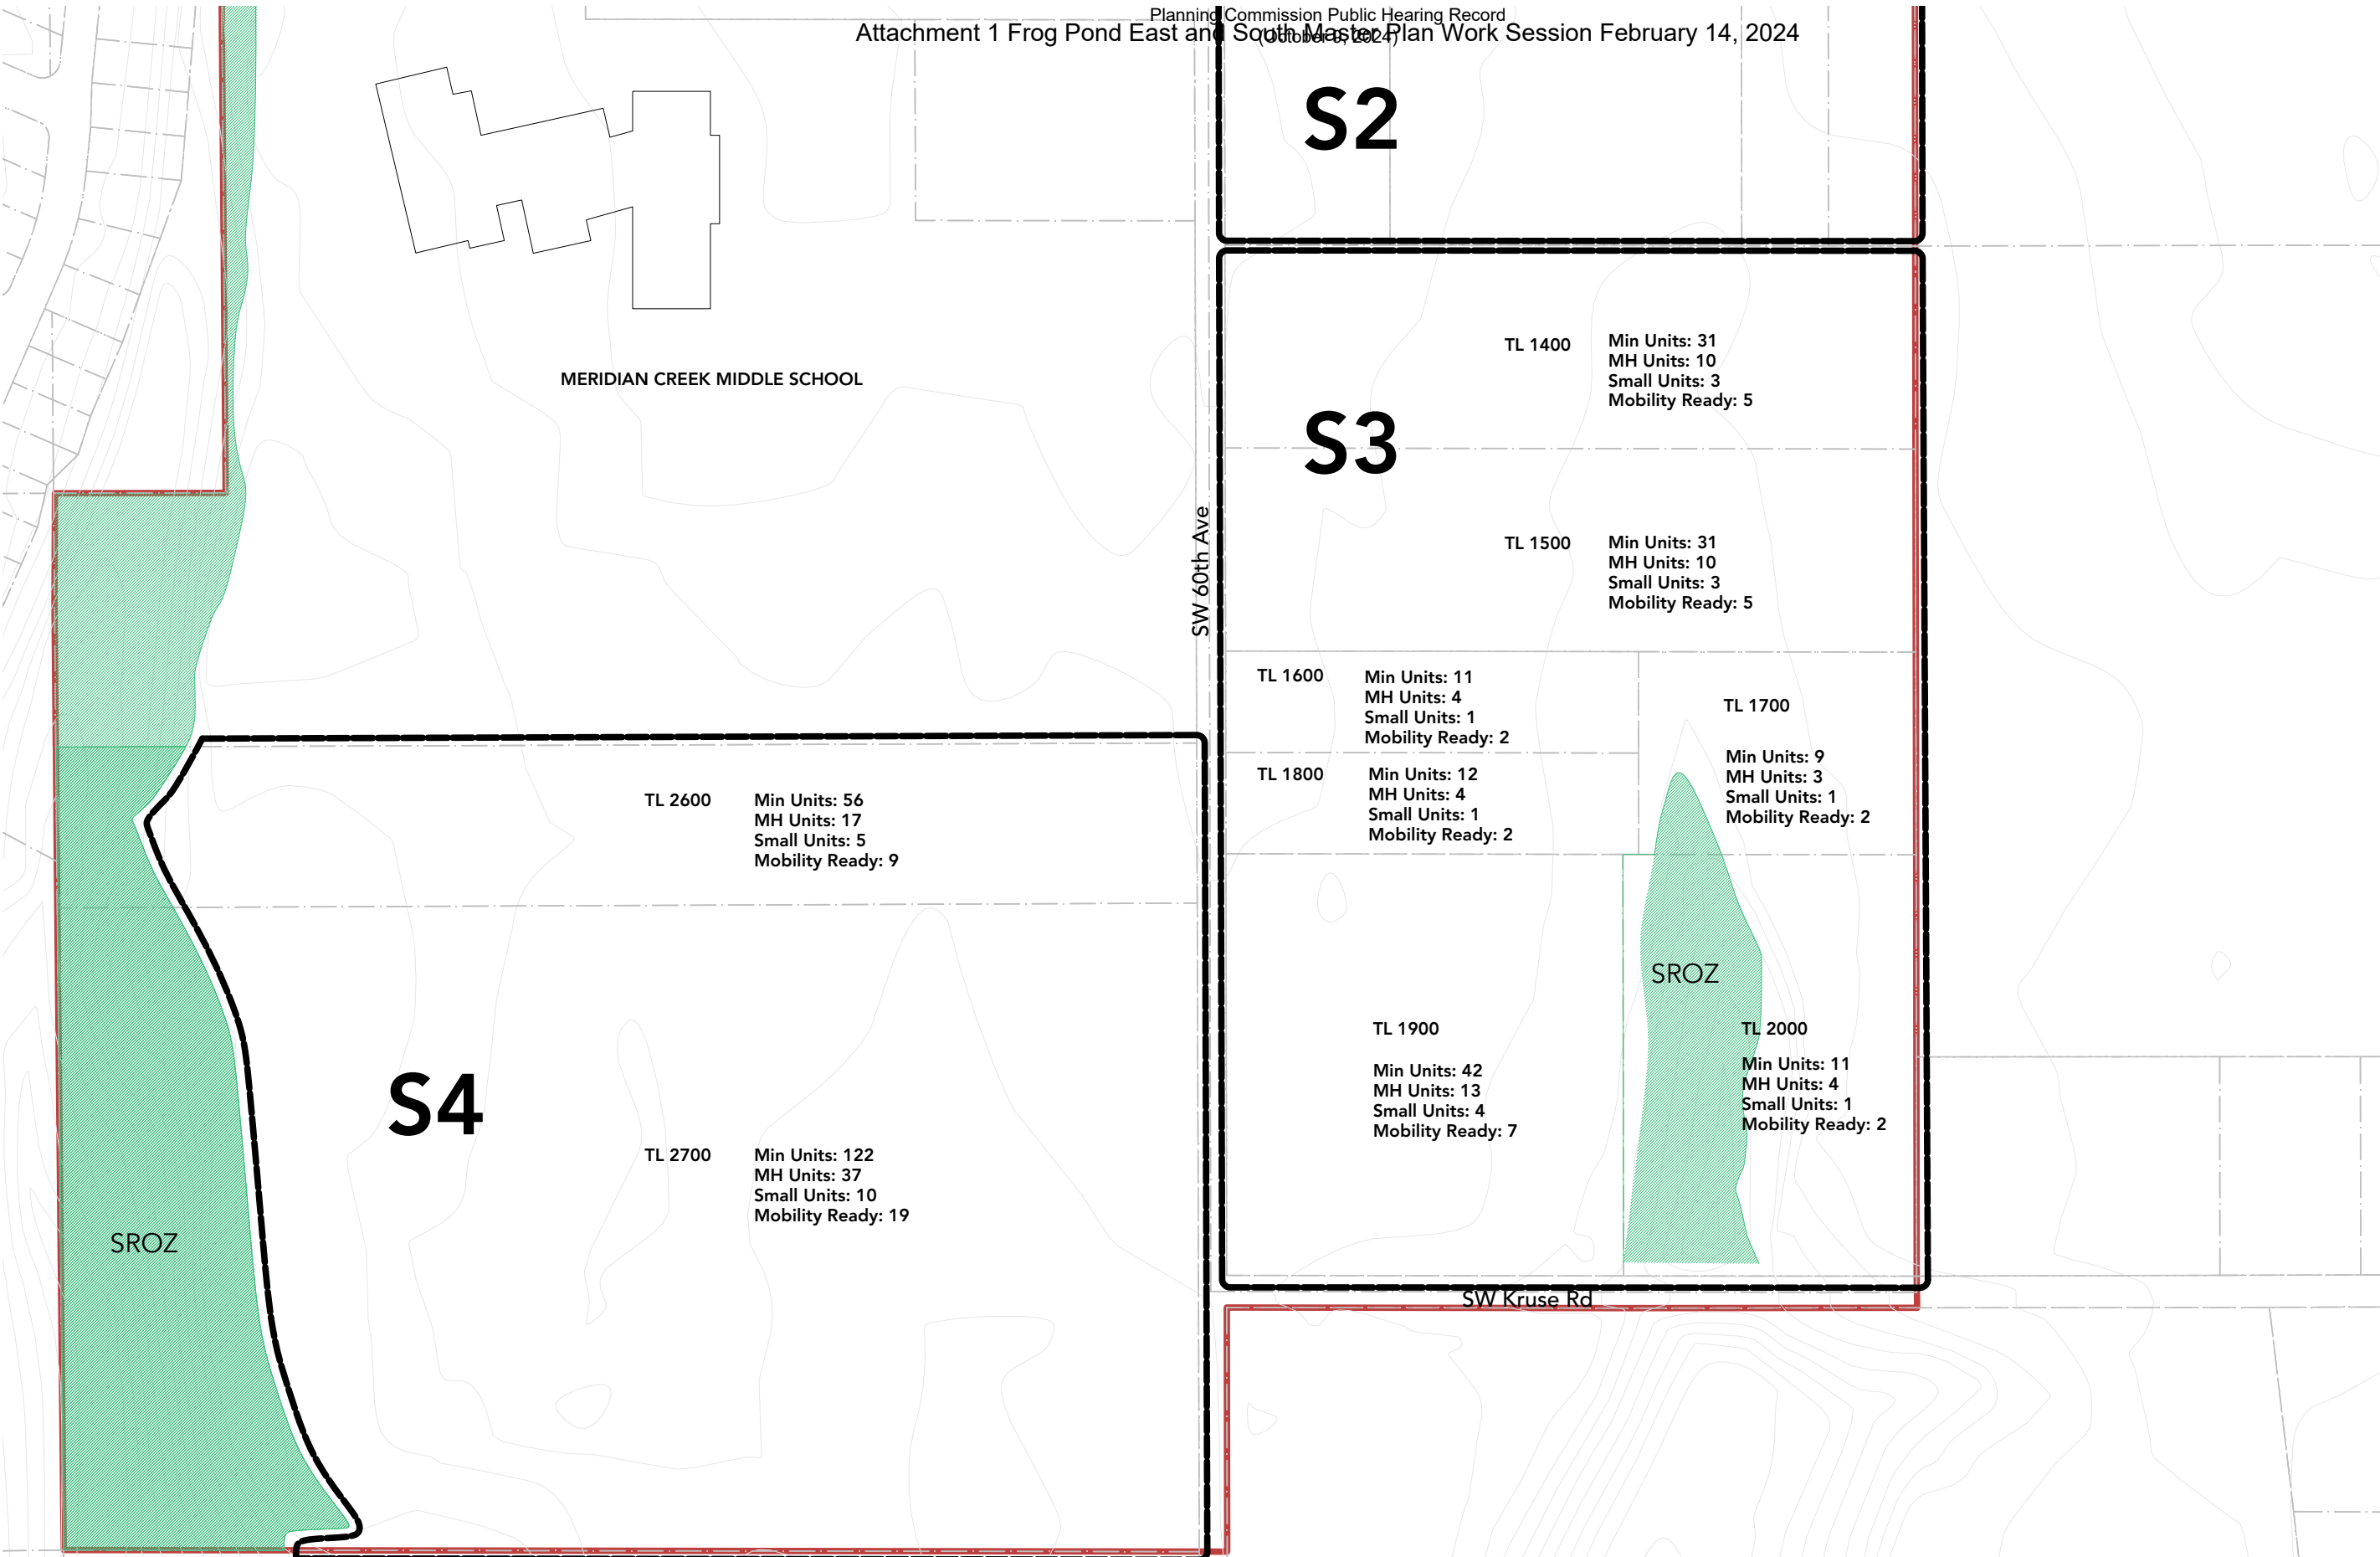 Planning Commission Public Hearing Record
Attachment 1 Frog Pond East and South Master Plan Work Session February 14, 2024
(October 9, 2024)
S2
MERIDIAN CREEK MIDDLE SCHOOL
SW 60th Ave
S3
TL 1400
Min Units: 31
MH Units: 10
Small Units: 3
Mobility Ready: 5
TL 1500
Min Units: 31
MH Units: 10
Small Units: 3
Mobility Ready: 5
TL 1600
Min Units: 11
MH Units: 4
Small Units: 1
Mobility Ready: 2
TL 1700
Min Units: 9
MH Units: 3
Small Units: 1
Mobility Ready: 2
TL 1800
Min Units: 12
MH Units: 4
Small Units: 1
Mobility Ready: 2
TL 2600
Min Units: 56
MH Units: 17
Small Units: 5
Mobility Ready: 9
SROZ
TL 1900
Min Units: 42
MH Units: 13
Small Units: 4
Mobility Ready: 7
TL 2000
Min Units: 11
MH Units: 4
Small Units: 1
Mobility Ready: 2
S4
TL 2700
Min Units: 122
MH Units: 37
Small Units: 10
Mobility Ready: 19
SROZ
SW Kruse Rd